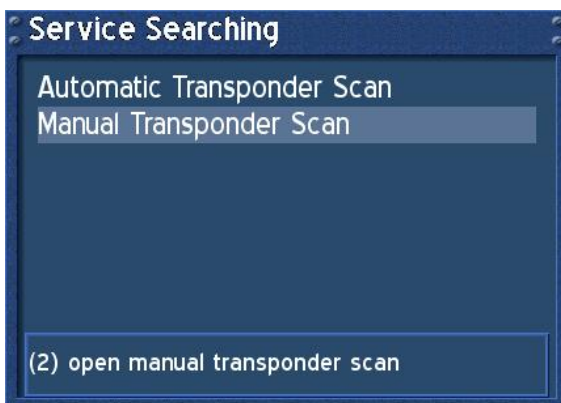 Service Searching
Automatic Transponder Scan
Manual Transponder Scan
(2) open manual transponder scan